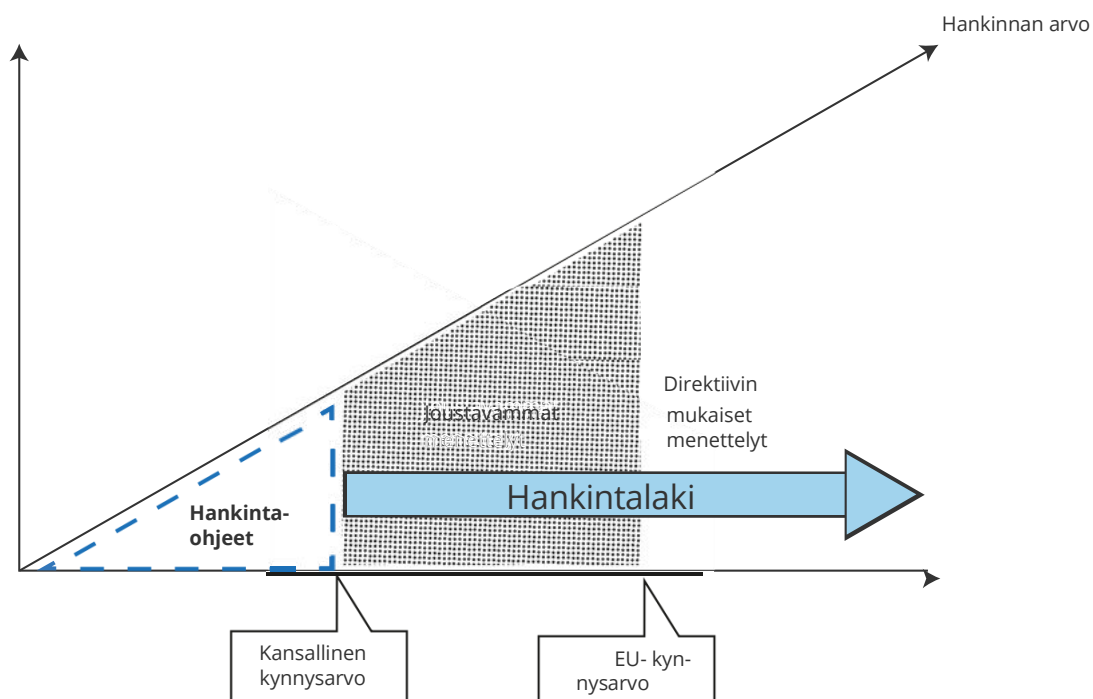 Hankinnan arvo
Direktiivin
mukaiset
menettelyt
Joustavammat
menettelyt
Hankintalaki
Hankinta-
ohjeet
Kansallinen
kynnysarvo
EU- kyn-
nysarvo